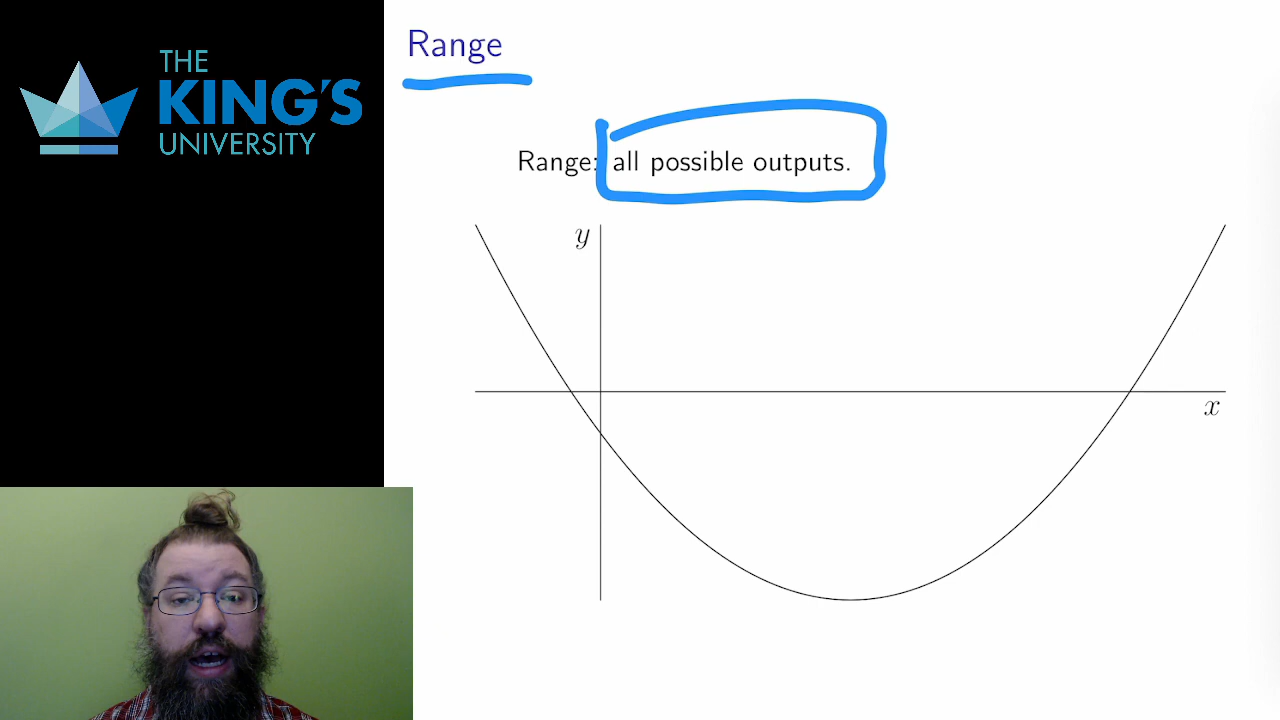 THE
KING'S
UNIVERSITY
Range
Range: all possible outputs.
y
x